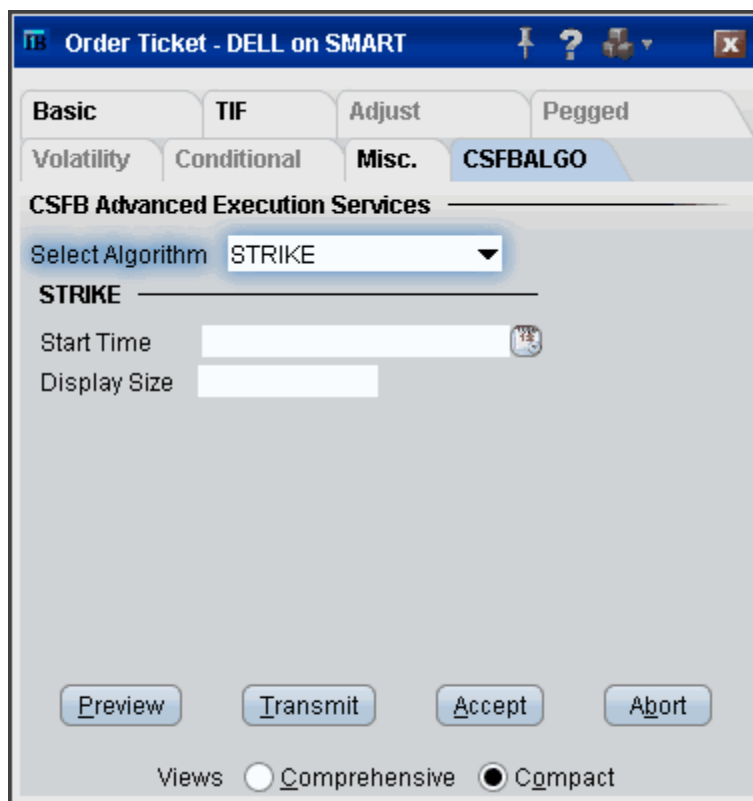 IB Order Ticket - DELL on SMART ? x
Basic TIF Adjust Pegged
Volatility Conditional Misc. CSFBALGO
CSFB Advanced Execution Services
Select Algorithm STRIKE
STRIKE
Start Time
Display Size
Preview Transmit Accept Abort
Views Comprehensive Compact